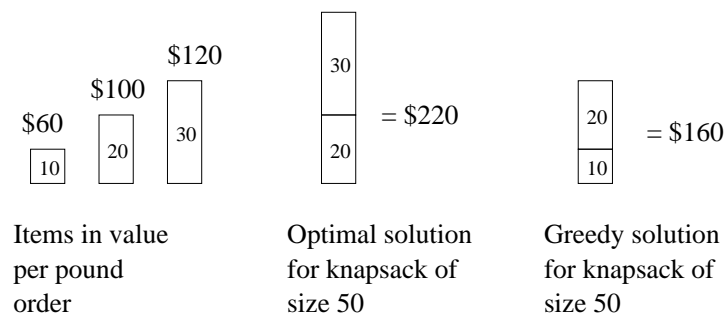 $60
10
$100
20
$120
30
30
20
= $220
20
10
= $160
Items in value
per pound
order
Optimal solution
for knapsack of
size 50
Greedy solution
for knapsack of
size 50